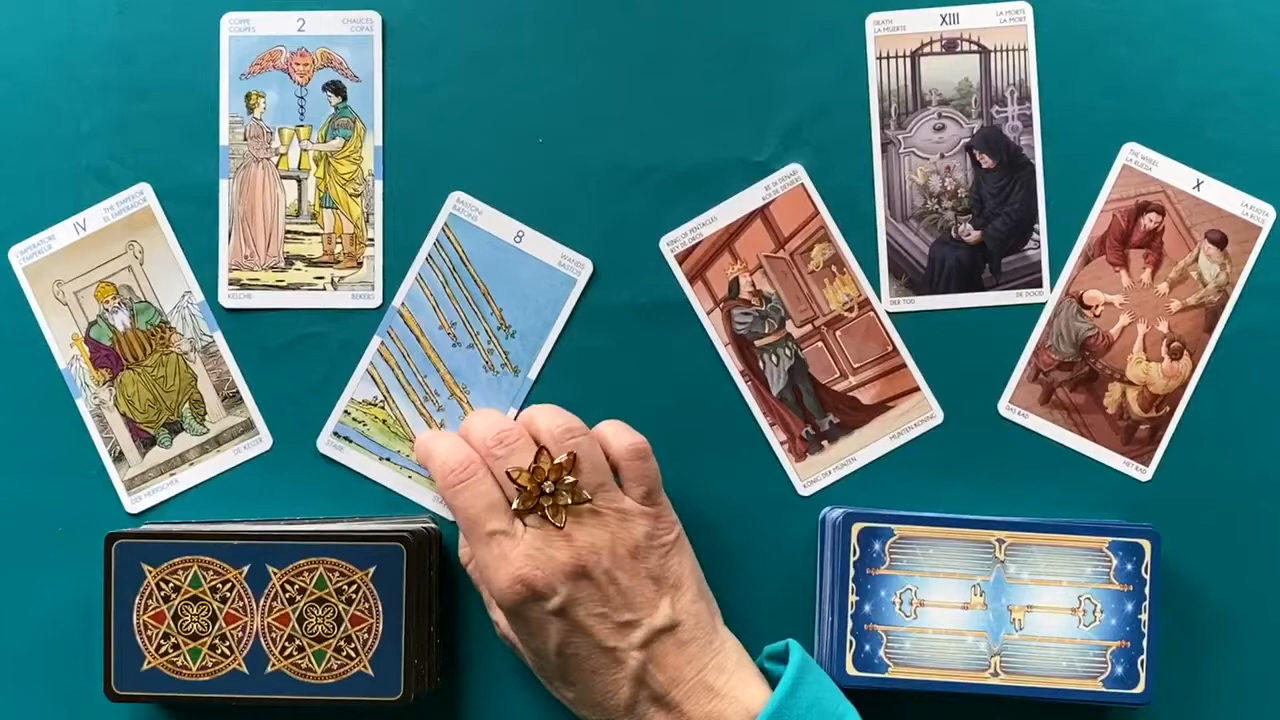 COPPE
COUPES
2
CHALICES
COPAS
KELCHE
BEKERS
L'IMPERATORE
L'EMPEREUR
IV
THE EMPEROR
EL EMPERADOR
DER HERRSCHER
DE KEIZER
BASTONI
BATONS
8
WANDS
BASTOS
STÄBE
KING OF PENTACLES
REY DE OROS
RE DI DENARI
ROI DE DENIERS
KÖNIG DER MÜNZEN
MUNTEN KONING
DEATH
LA MUERTE
XIII
LA MORTE
LA MORT
DER TOD
DE DOOD
THE WHEEL
LA RUEDA
X
LA RUOTA
LA ROUE
DAS RAD
HET RAD